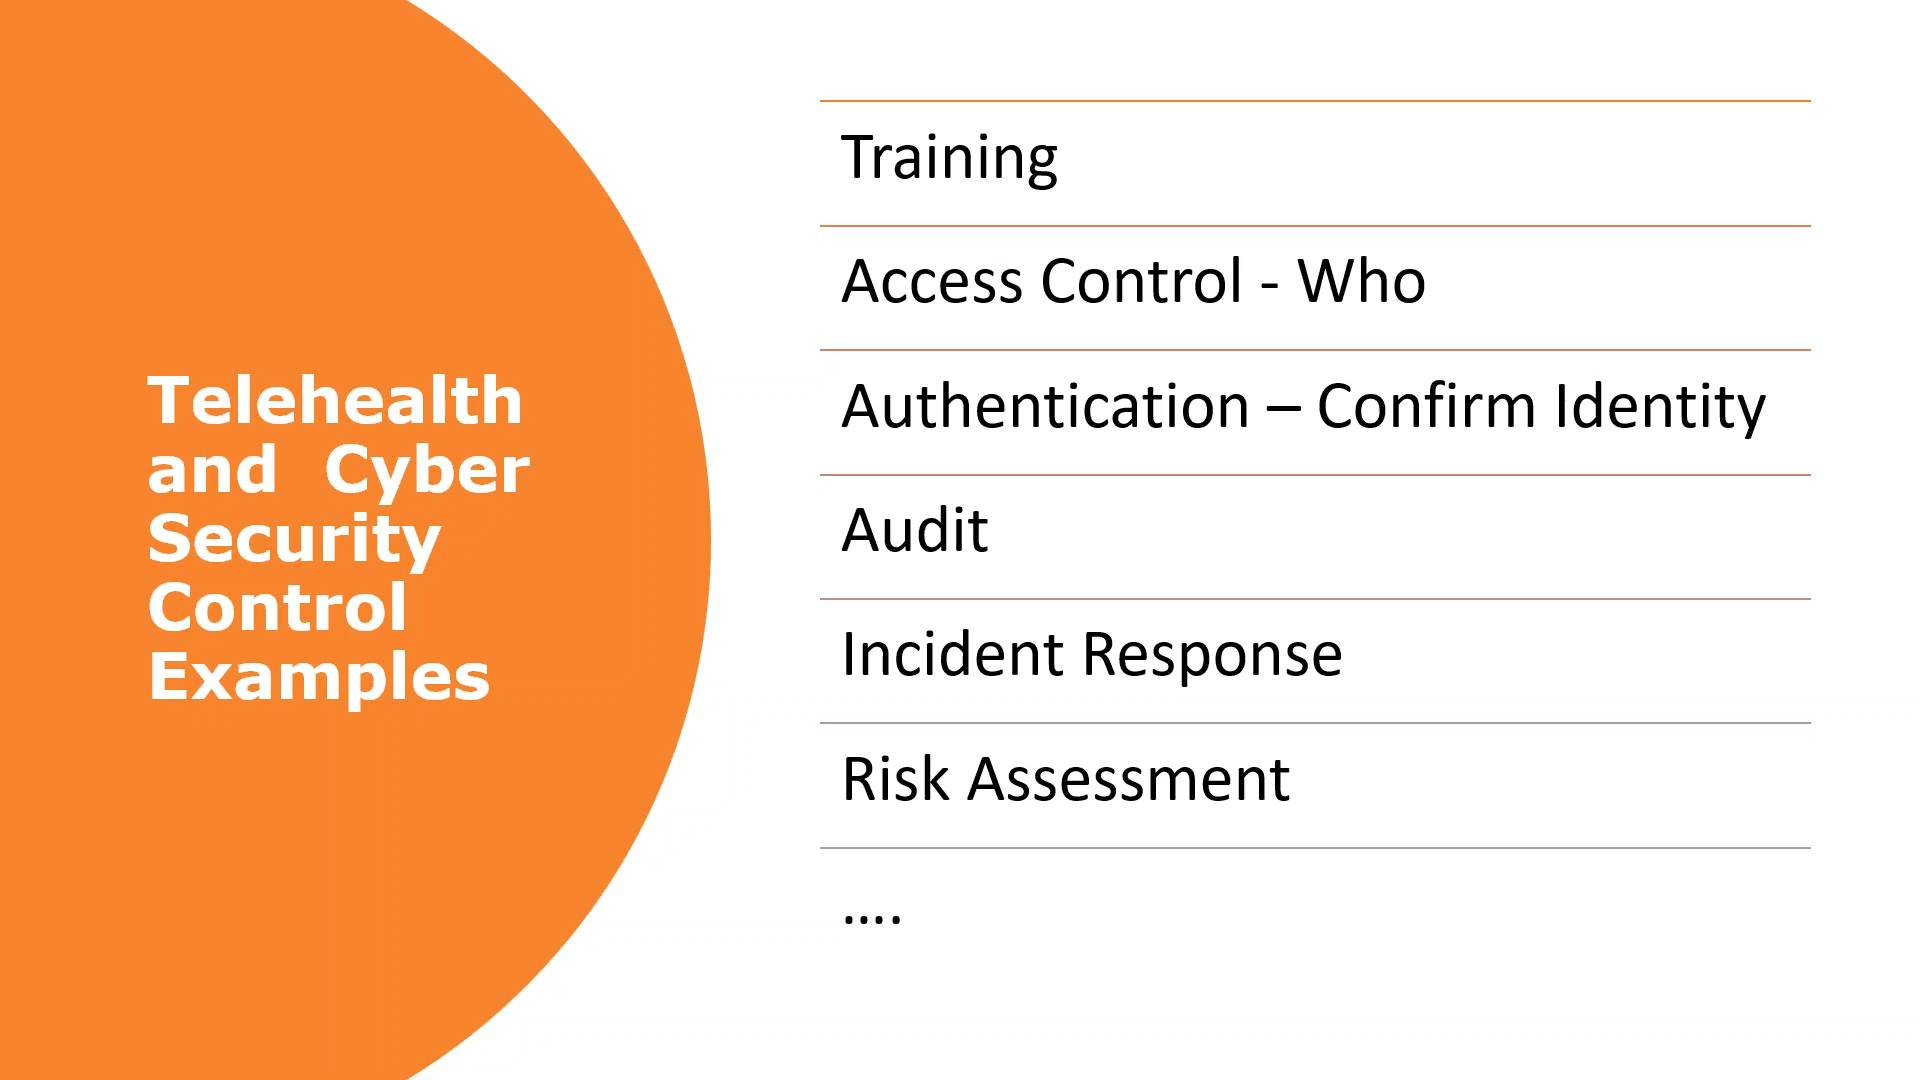 Telehealth
and  Cyber
Security
Control
Examples
Training
Access Control - Who
Authentication – Confirm Identity
Audit
Incident Response
Risk Assessment
....